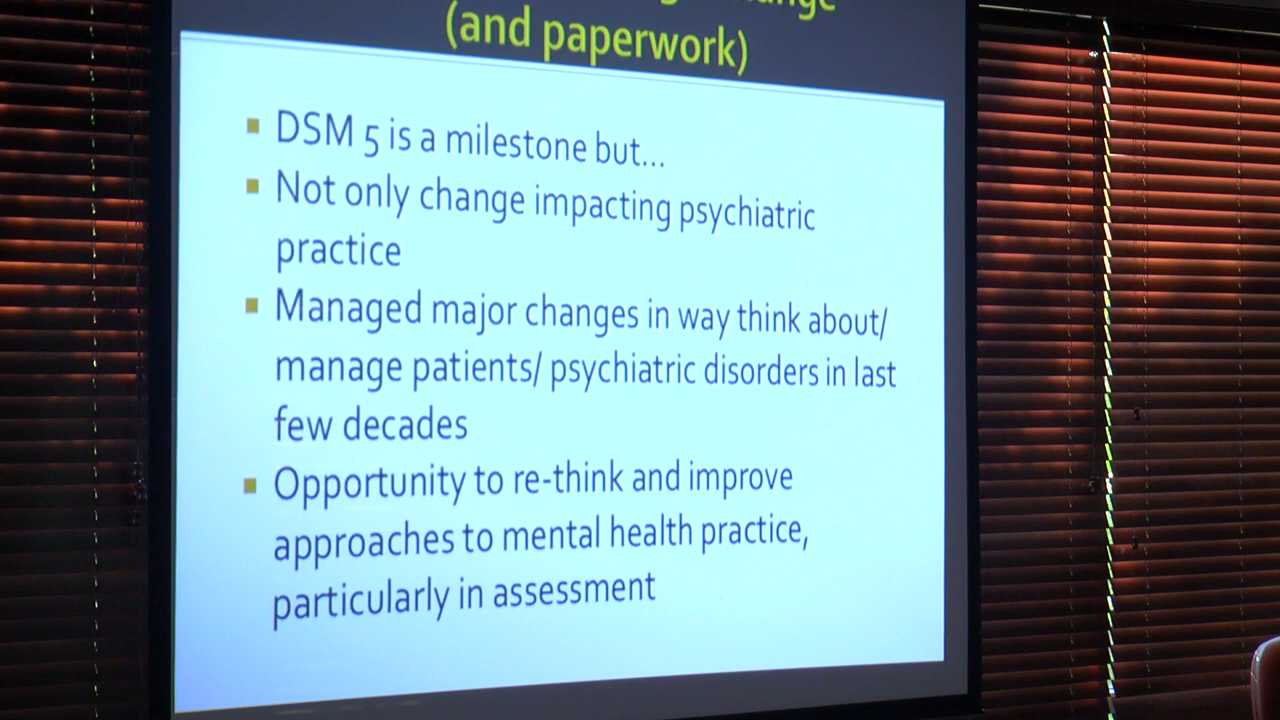 (and paperwork)
DSM 5 is a milestone but...
Not only change impacting psychiatric
practice
Managed major changes in way think about/
manage patients/ psychiatric disorders in last
few decades
Opportunity to re-think and improve
approaches to mental health practice,
particularly in assessment